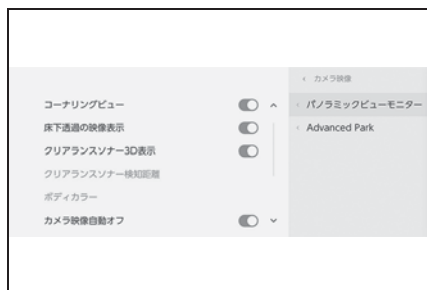 カメラ映像
コーナリングビュー
パノラミックビューモニター
床下透過の映像表示
Advanced Park
クリアランスソナー3D表示
クリアランスソナー検知距離
ボディカラー
カメラ映像自動オフ